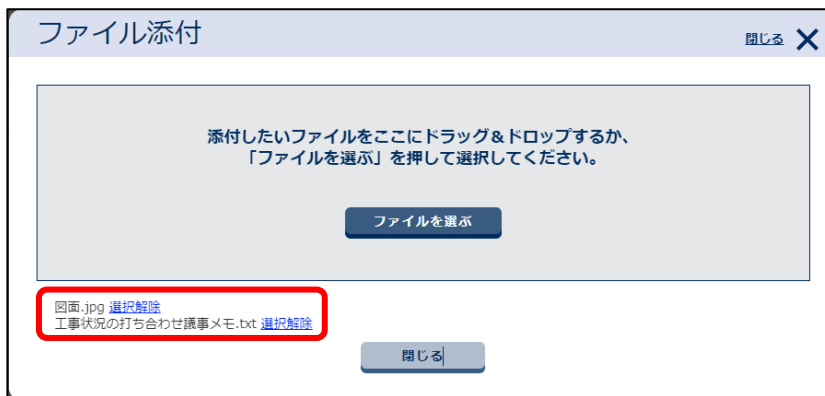 ファイル添付
閉じる
添付したいファイルをここにドラッグ＆ドロップするか、
「ファイルを選ぶ」を押して選択してください。
ファイルを選ぶ
図面.jpg 選択解除
工事状況の打ち合わせ議事メモ.txt 選択解除
閉じる